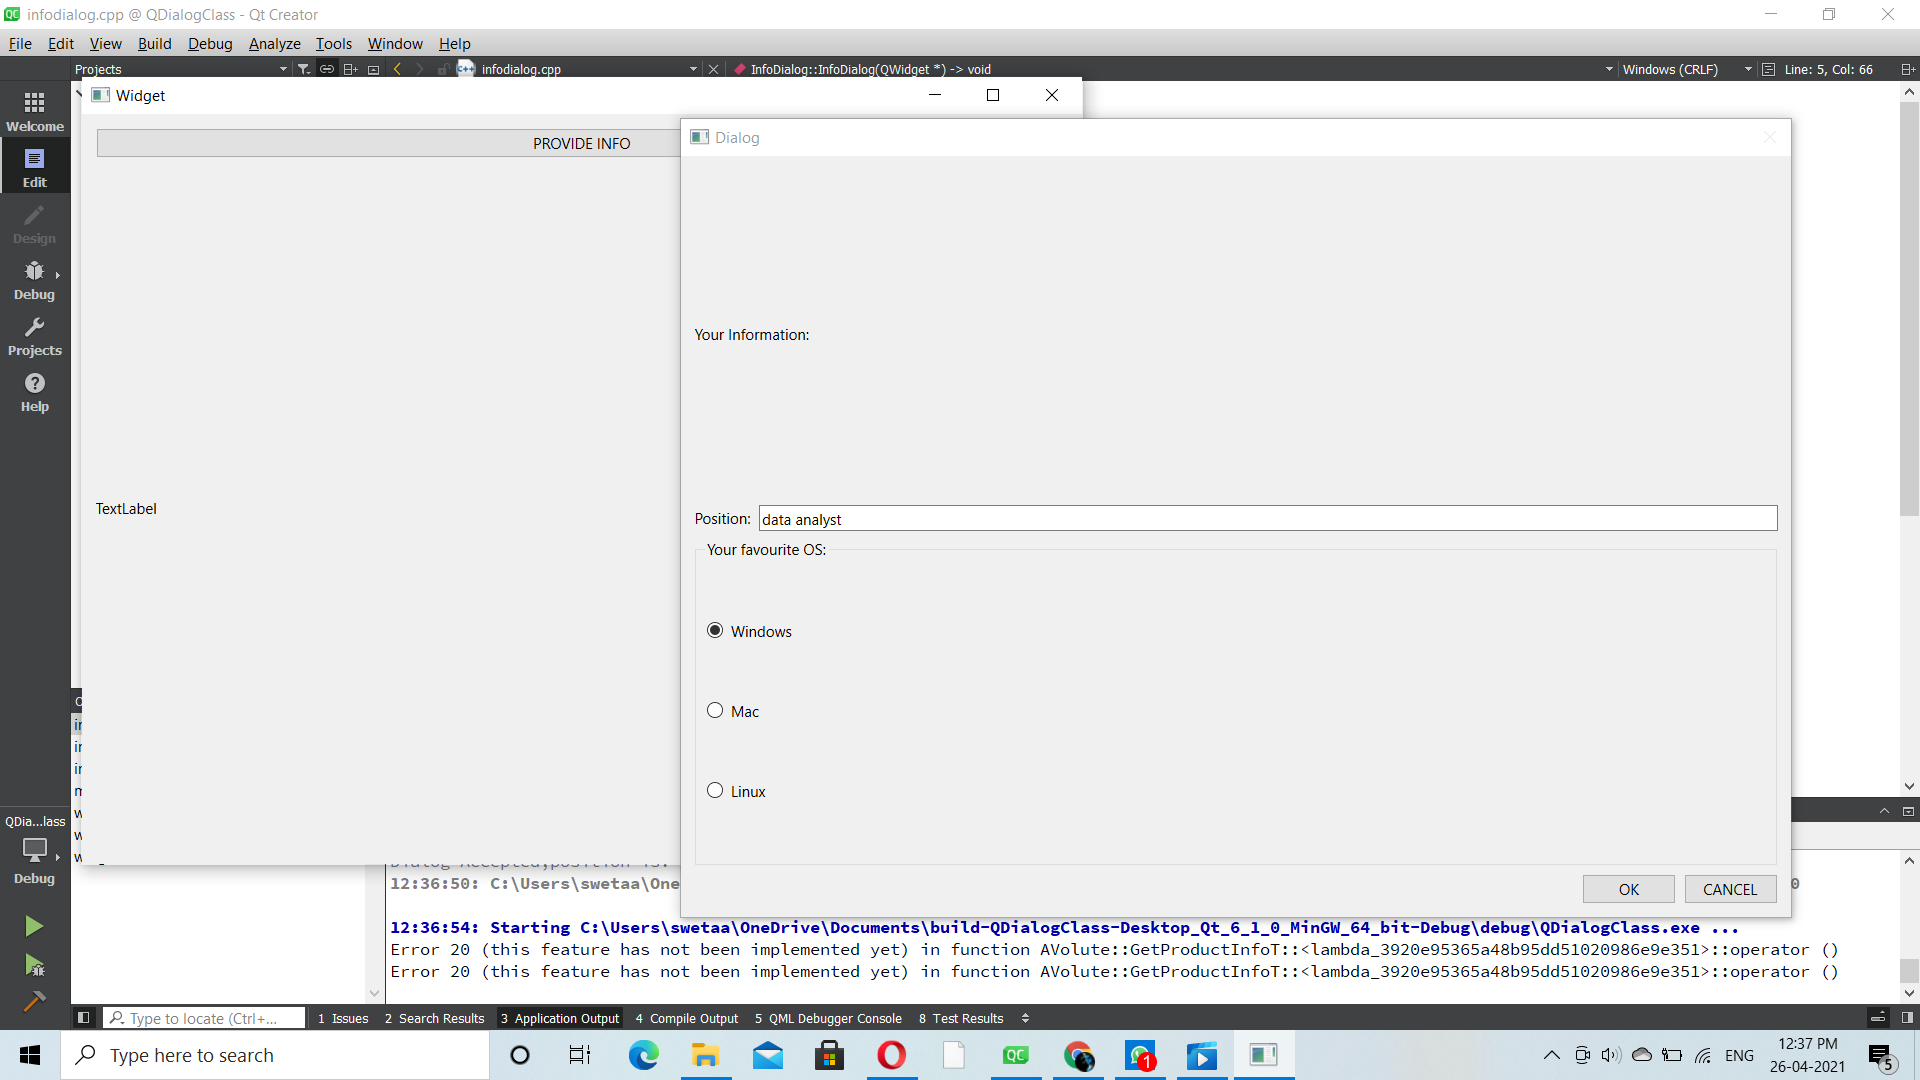 infodialog.cpp @ QDialogClass - Qt Creator
File Edit View Build Debug Analyze Tools Window Help
Projects
infodialog.cpp
InfoDialog::InfoDialog(QWidget *) -> void
Windows (CRLF)
Line: 5, Col: 66
Welcome
Edit
Design
Debug
Projects
Help
QDia...lass
Debug
Widget
PROVIDE INFO
TextLabel
Dialog
Your Information:
Position: data analyst
Your favourite OS:
Windows
Mac
Linux
OK CANCEL
12:36:50: C:\Users\swetaa\One
12:36:54: Starting C:\Users\swetaa\OneDrive\Documents\build-QDialogClass-Desktop_Qt_6_1_0_MinGW_64_bit-Debug\debug\QDialogClass.exe ...
Error 20 (this feature has not been implemented yet) in function AVolute::GetProductInfoT::<lambda_3920e95365a48b95dd51020986e9e351>::operator ()
Error 20 (this feature has not been implemented yet) in function AVolute::GetProductInfoT::<lambda_3920e95365a48b95dd51020986e9e351>::operator ()
Type to locate (Ctrl+...
1 Issues 2 Search Results 3 Application Output 4 Compile Output 5 QML Debugger Console 8 Test Results
Type here to search
QC
1
ENG
12:37 PM
26-04-2021
5